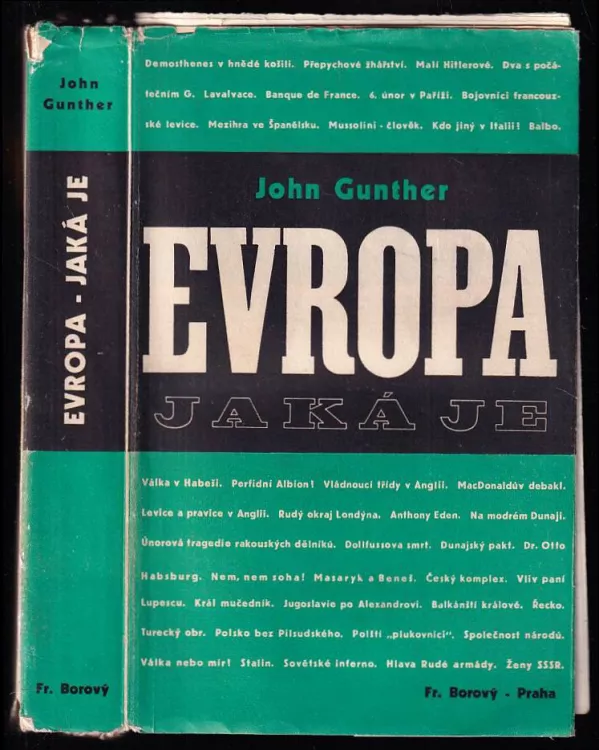 John
Gunther
EVROPA - JAKÁ JE
Fr. Borový
Demosthenes v hnědé košili. Přepychové žhářství. Malí Hitlerové. Dva s počá-
tečním G. Lavalvace. Banque de France. 6. únor v Paříži. Bojovníci francouz-
ské levice. Mezihra ve Španělsku. Mussolini - člověk. Kdo jiný v Italii? Balbo.
John Gunther
EVROPA
JAKÁ JE
Válka v Habeši. Perfidní Albion? Vládnoucí třídy v Anglii. MacDonaldův debakl.
Levice a pravice v Anglii. Rudý okraj Londýna. Anthony Eden. Na modrém Dunaji.
Únorová tragedie rakouských dělníků. Dollfussova smrt. Dunajský pakt. Dr. Otto
Habsburg. Nem, nem soha! Masaryk a Beneš. Český komplex. Vliv paní
Lupescu. Král mučedník. Jugoslavie po Alexandrovi. Balkánští králové. Řecko.
Turecký obr. Polsko bez Pilsudského. Polští „plukovníci". Společnost národů.
Válka nebo mír? Stalin. Sovětské inferno. Hlava Rudé armády. Ženy SSSR.
Fr. Borový - Praha